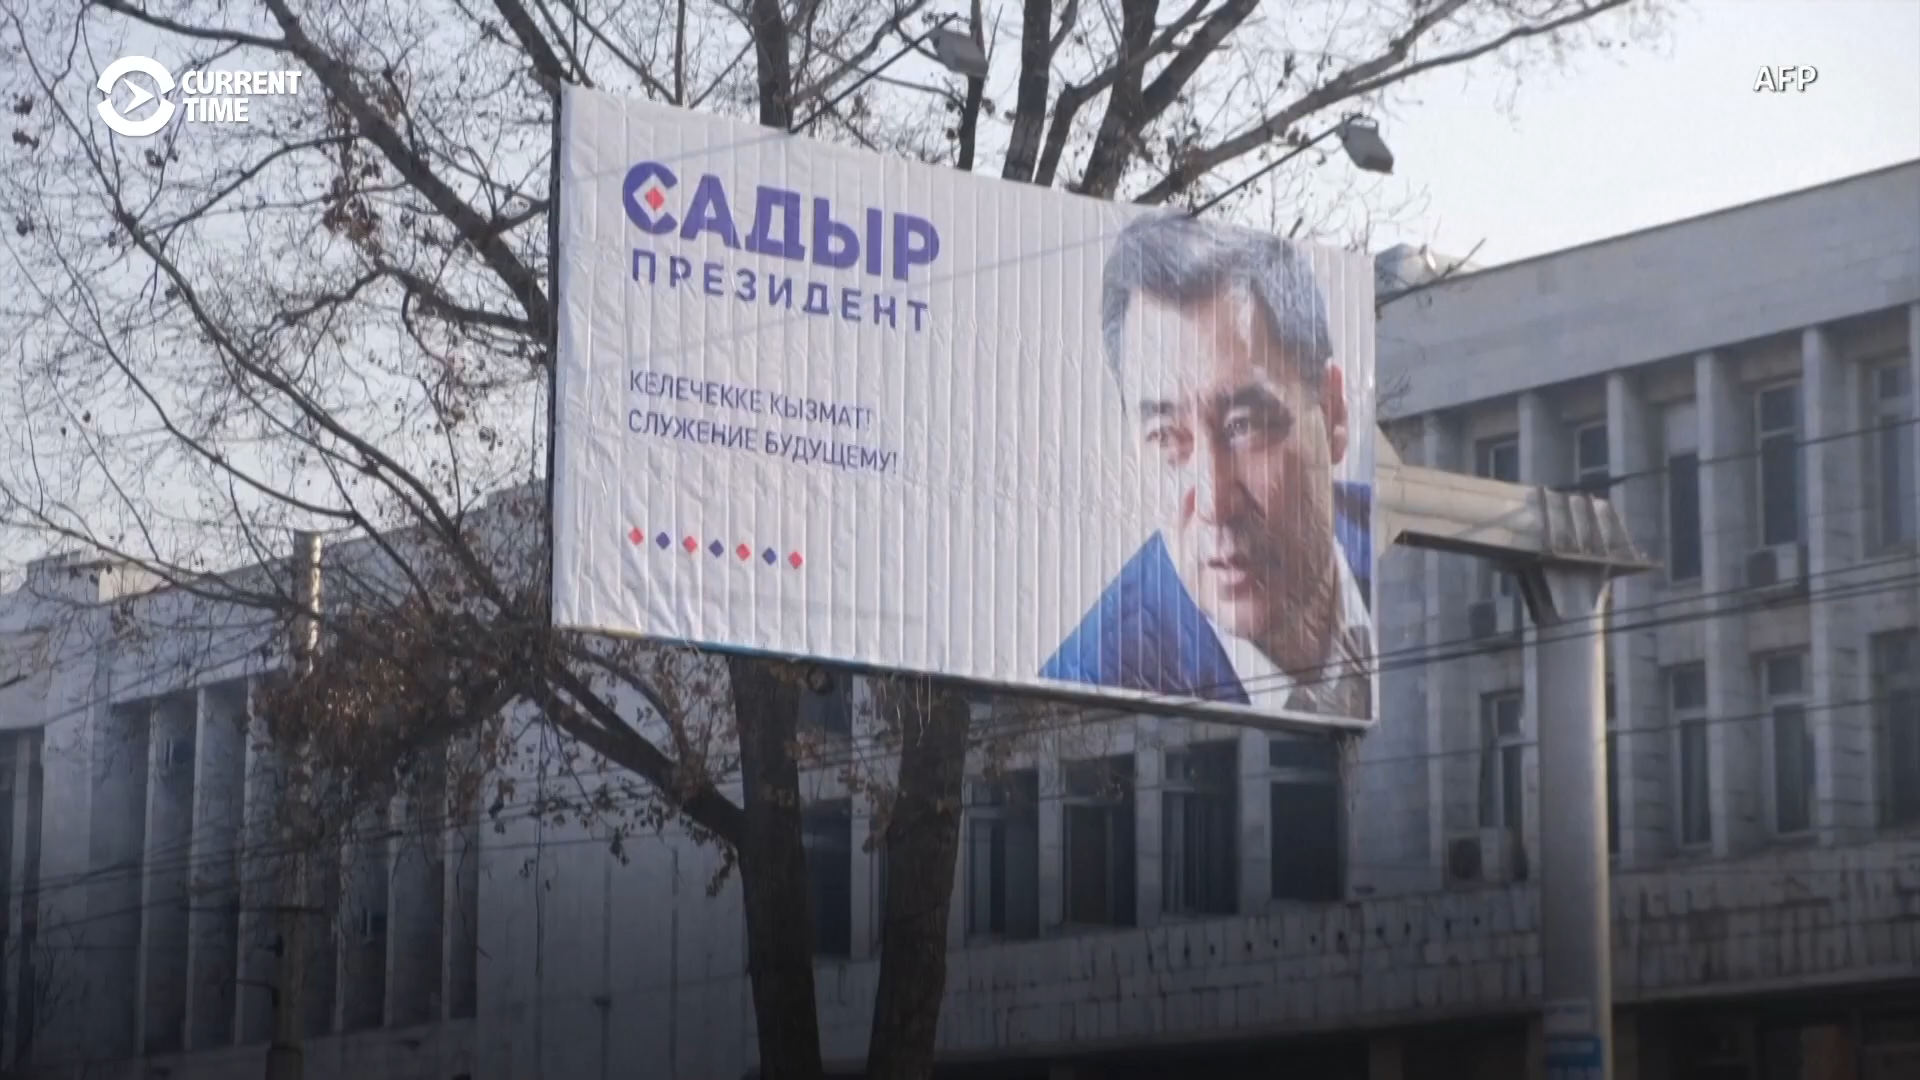 CURRENT
TIME
AFP
САДЫР
ПРЕЗИДЕНТ
КЕЛЕЧЕККЕ КЫЗМАТ!
СЛУЖЕНИЕ БУДУЩЕМУ!